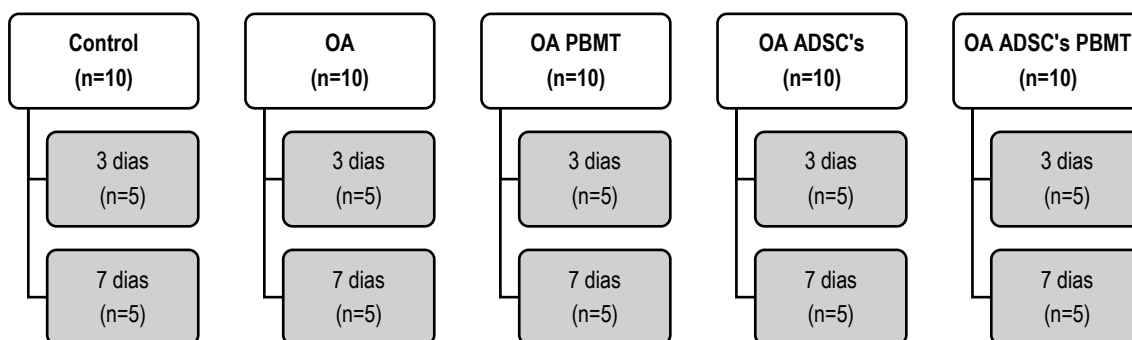 Control
(n=10)
3 dias
(n=5)
7 dias
(n=5)
OA
(n=10)
3 dias
(n=5)
7 dias
(n=5)
OA PBMT
(n=10)
3 dias
(n=5)
7 dias
(n=5)
OA ADSC's
(n=10)
3 dias
(n=5)
7 dias
(n=5)
OA ADSC's PBMT
(n=10)
3 dias
(n=5)
7 dias
(n=5)